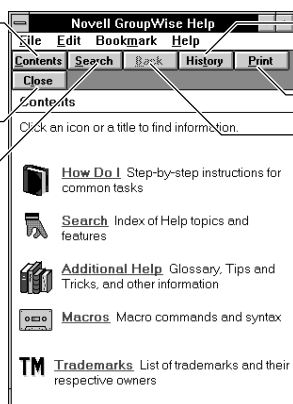 Novell GroupWise Help
File Edit Bookmark Help
Contents Search Back History Print
Close
Contents
Click an icon or a title to find information.
How Do I Step-by-step instructions for
common tasks
Search Index of Help topics and
features
Additional Help Glossary, Tips and
Tricks, and other information
Macros Macro commands and syntax
TM Trademarks List of trademarks and their
respective owners